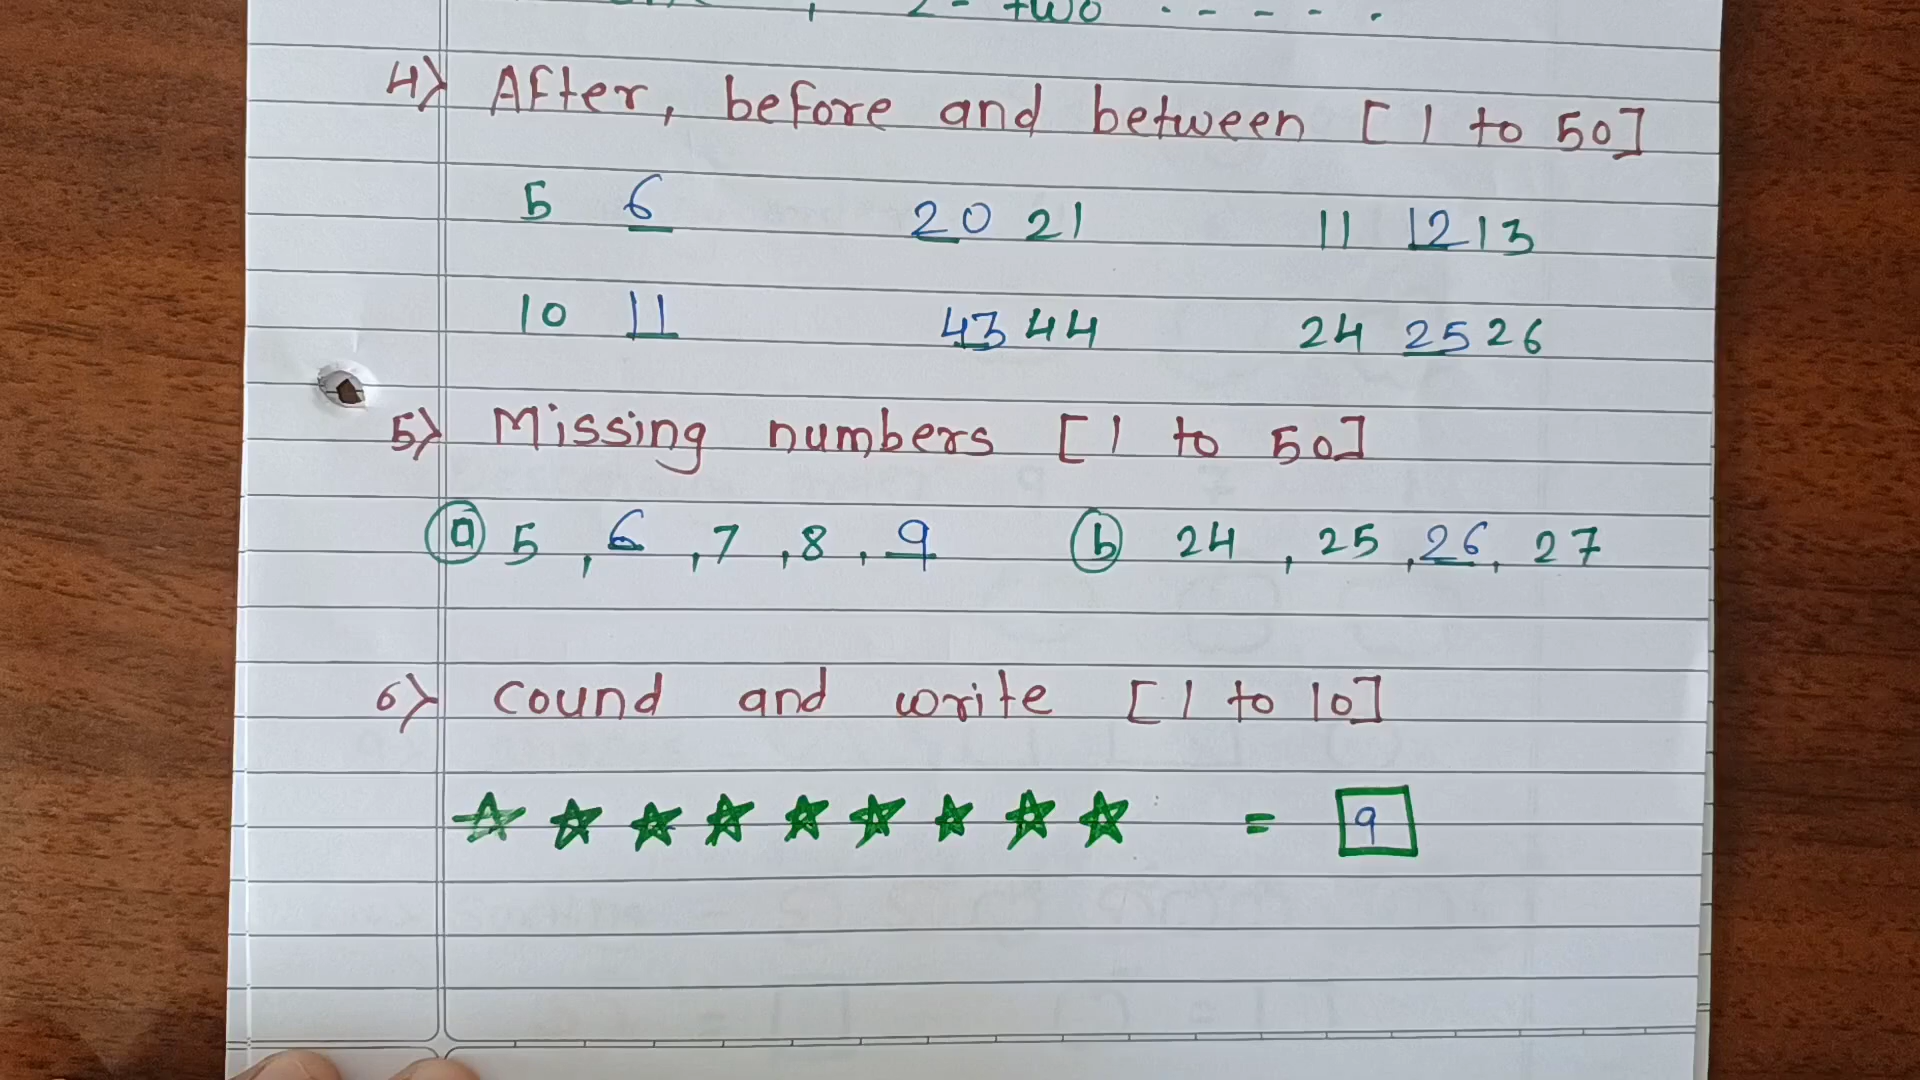 two - - - - .
4) After, before and between [1 to 50]
5 6 20 21 11 12 13
10 11 43 44 24 25 26
5) Missing numbers [1 to 50]
a 5, 6, 7, 8, 9 b 24, 25, 26, 27
6) Cound and write [1 to 10]
= 9